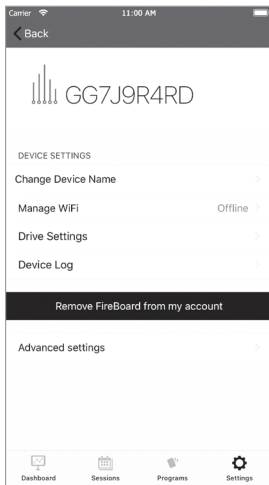 Carrier 11:00 AM
Back
GG7J9R4RD
DEVICE SETTINGS
Change Device Name
Manage WiFi Offline
Drive Settings
Device Log
Remove FireBoard from my account
Advanced settings
Dashboard Sessions Programs Settings